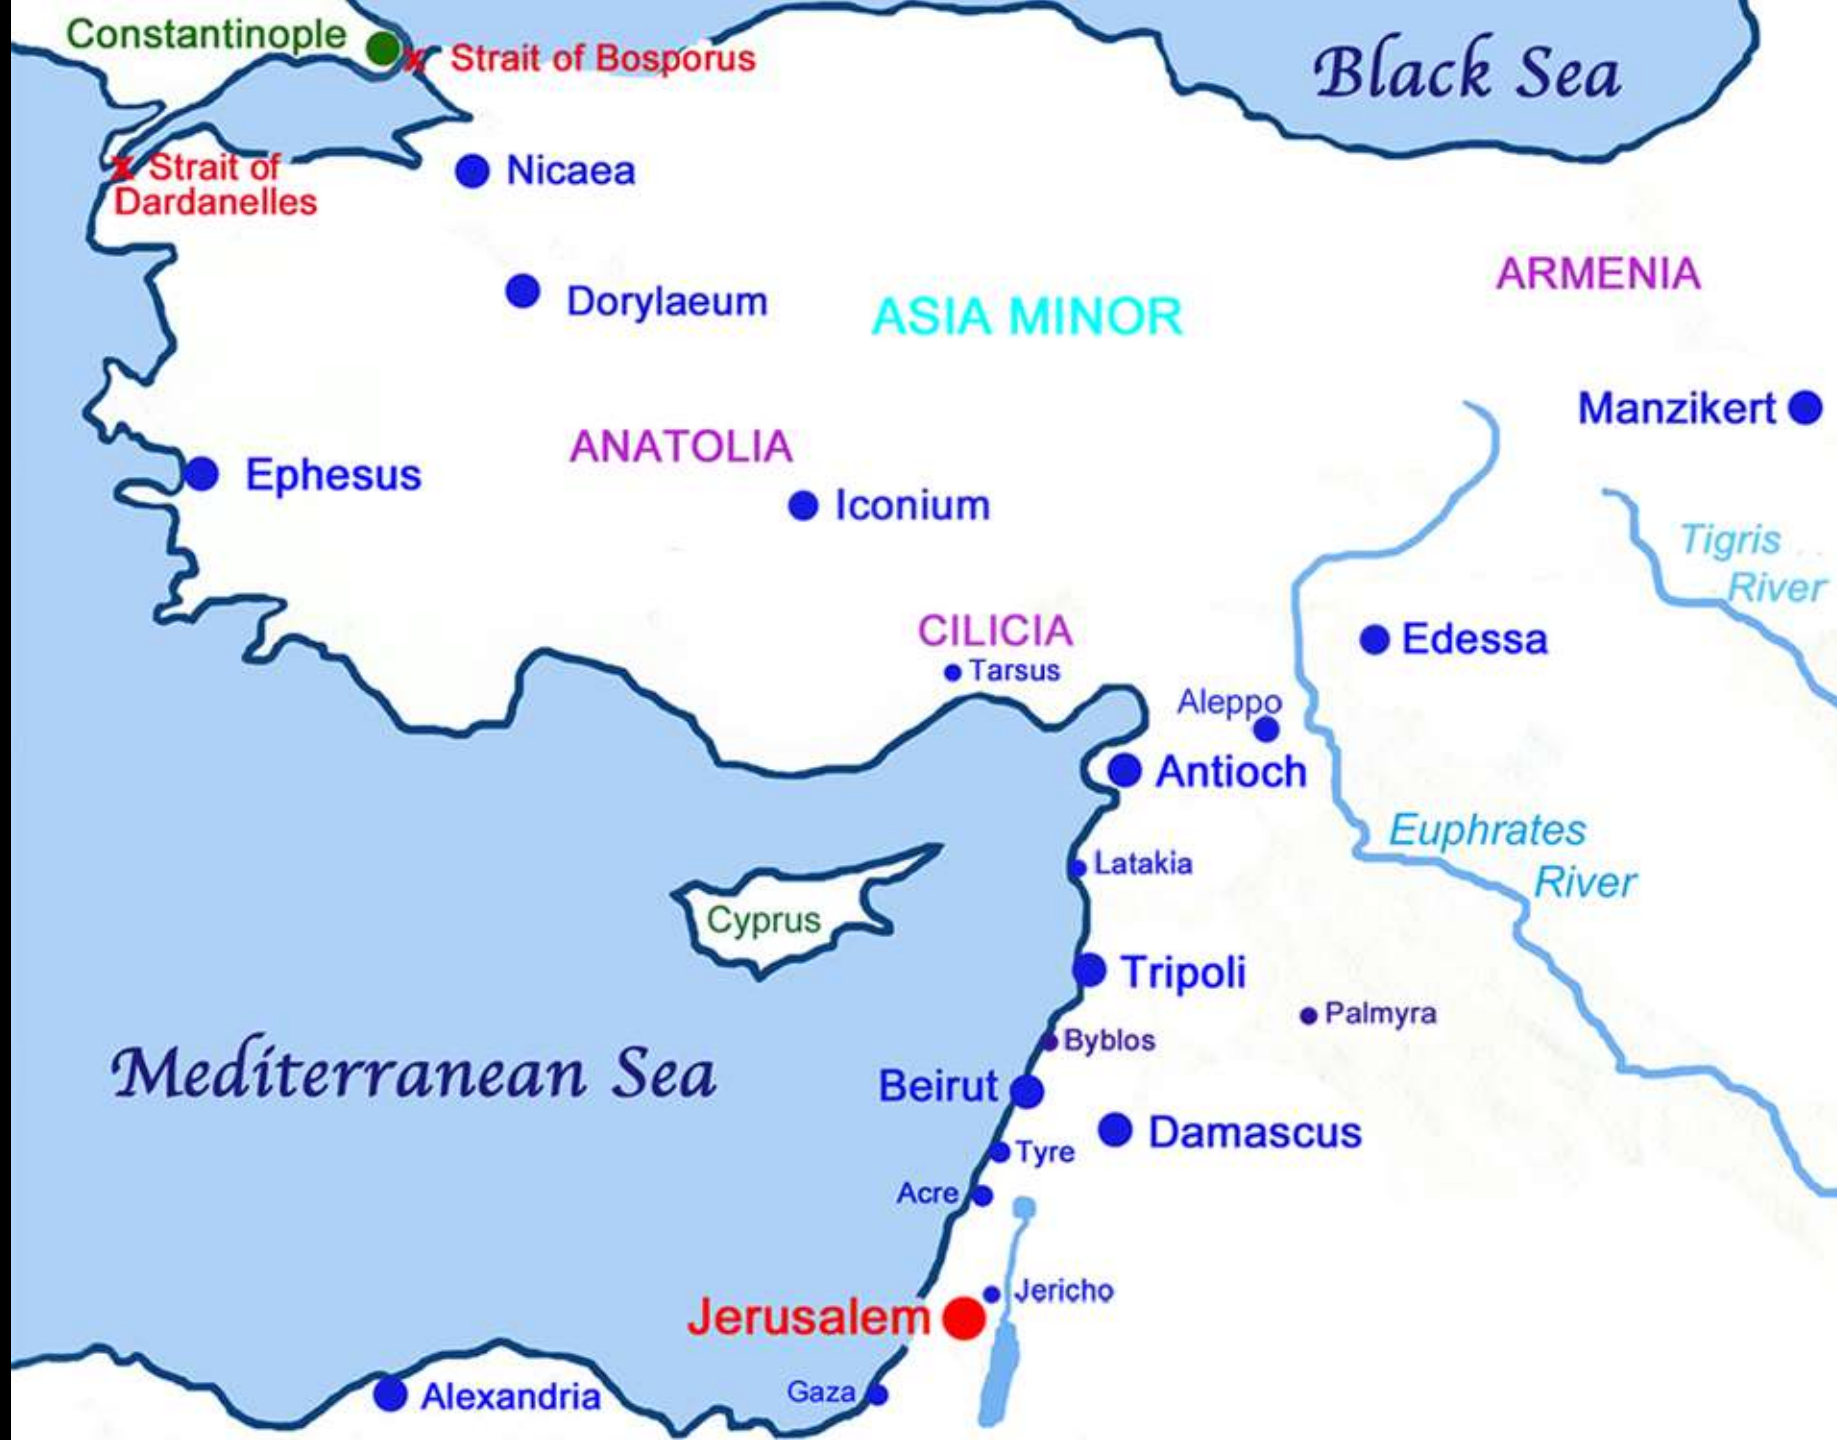 Constantinople
Strait of Bosporus
Black Sea
Strait of
Dardanelles
Nicaea
ARMENIA
Dorylaeum
ASIA MINOR
Manzikert
ANATOLIA
Ephesus
Iconium
Tigris
River
CILICIA
Edessa
Tarsus
Aleppo
Antioch
Euphrates
River
Latakia
Cyprus
Tripoli
Palmyra
Byblos
Mediterranean Sea
Beirut
Damascus
Tyre
Acre
Jericho
Jerusalem
Alexandria
Gaza